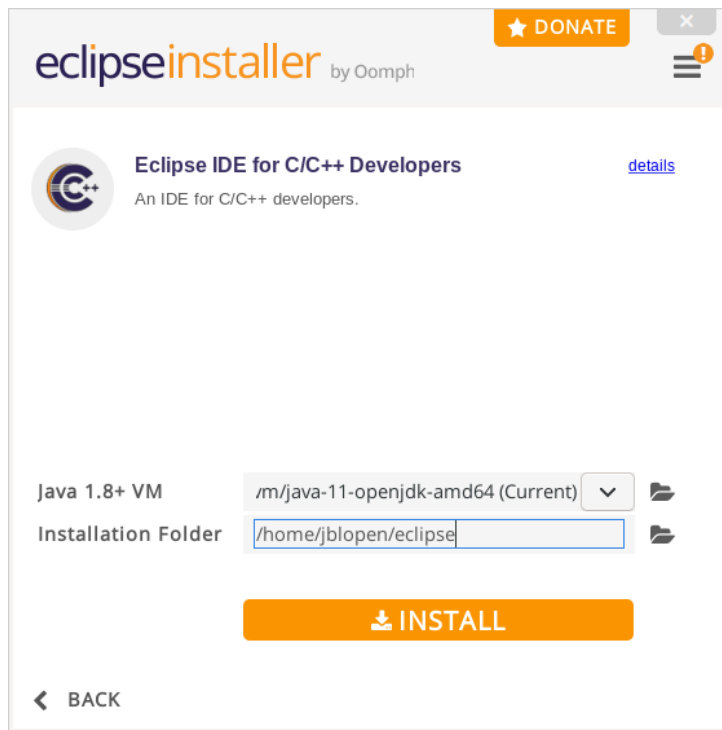 DONATE
eclipseinstaller by Oomph
C++
Eclipse IDE for C/C++ Developers
details
An IDE for C/C++ developers.
Java 1.8+ VM
/m/java-11-openjdk-amd64 (Current)
Installation Folder
/home/jblopen/eclipse
INSTALL
BACK